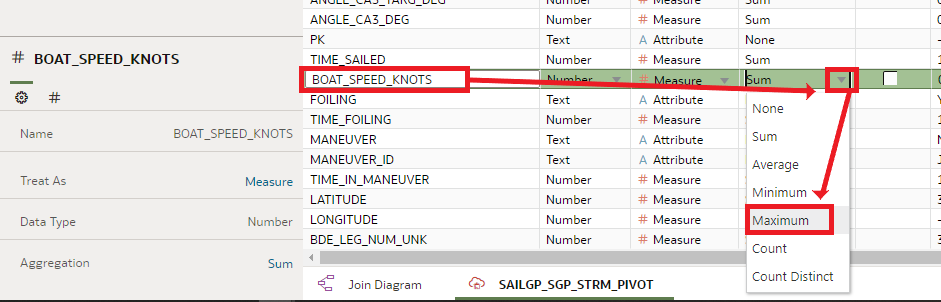 # BOAT_SPEED_KNOTS
#
Name BOAT_SPEED_KNOTS
Treat As Measure
Data Type Number
Aggregation Sum
ANGLE_CA3_TARG_DEG Number # Measure Sum
ANGLE_CA3_DEG Number # Measure Sum
PK Text A Attribute None
TIME_SAILED Number # Measure Sum
BOAT_SPEED_KNOTS Number # Measure Sum
FOILING Text A Attribute
TIME_FOILING Number # Measure
MANEUVER Text A Attribute
MANEUVER_ID Text A Attribute
TIME_IN_MANEUVER Number # Measure
LATITUDE Number # Measure
LONGITUDE Number # Measure
BDE_LEG_NUM_UNK Number # Measure
None
Sum
Average
Minimum
Maximum
Count
Count Distinct
Join Diagram SAILGP_SGP_STRM_PIVOT